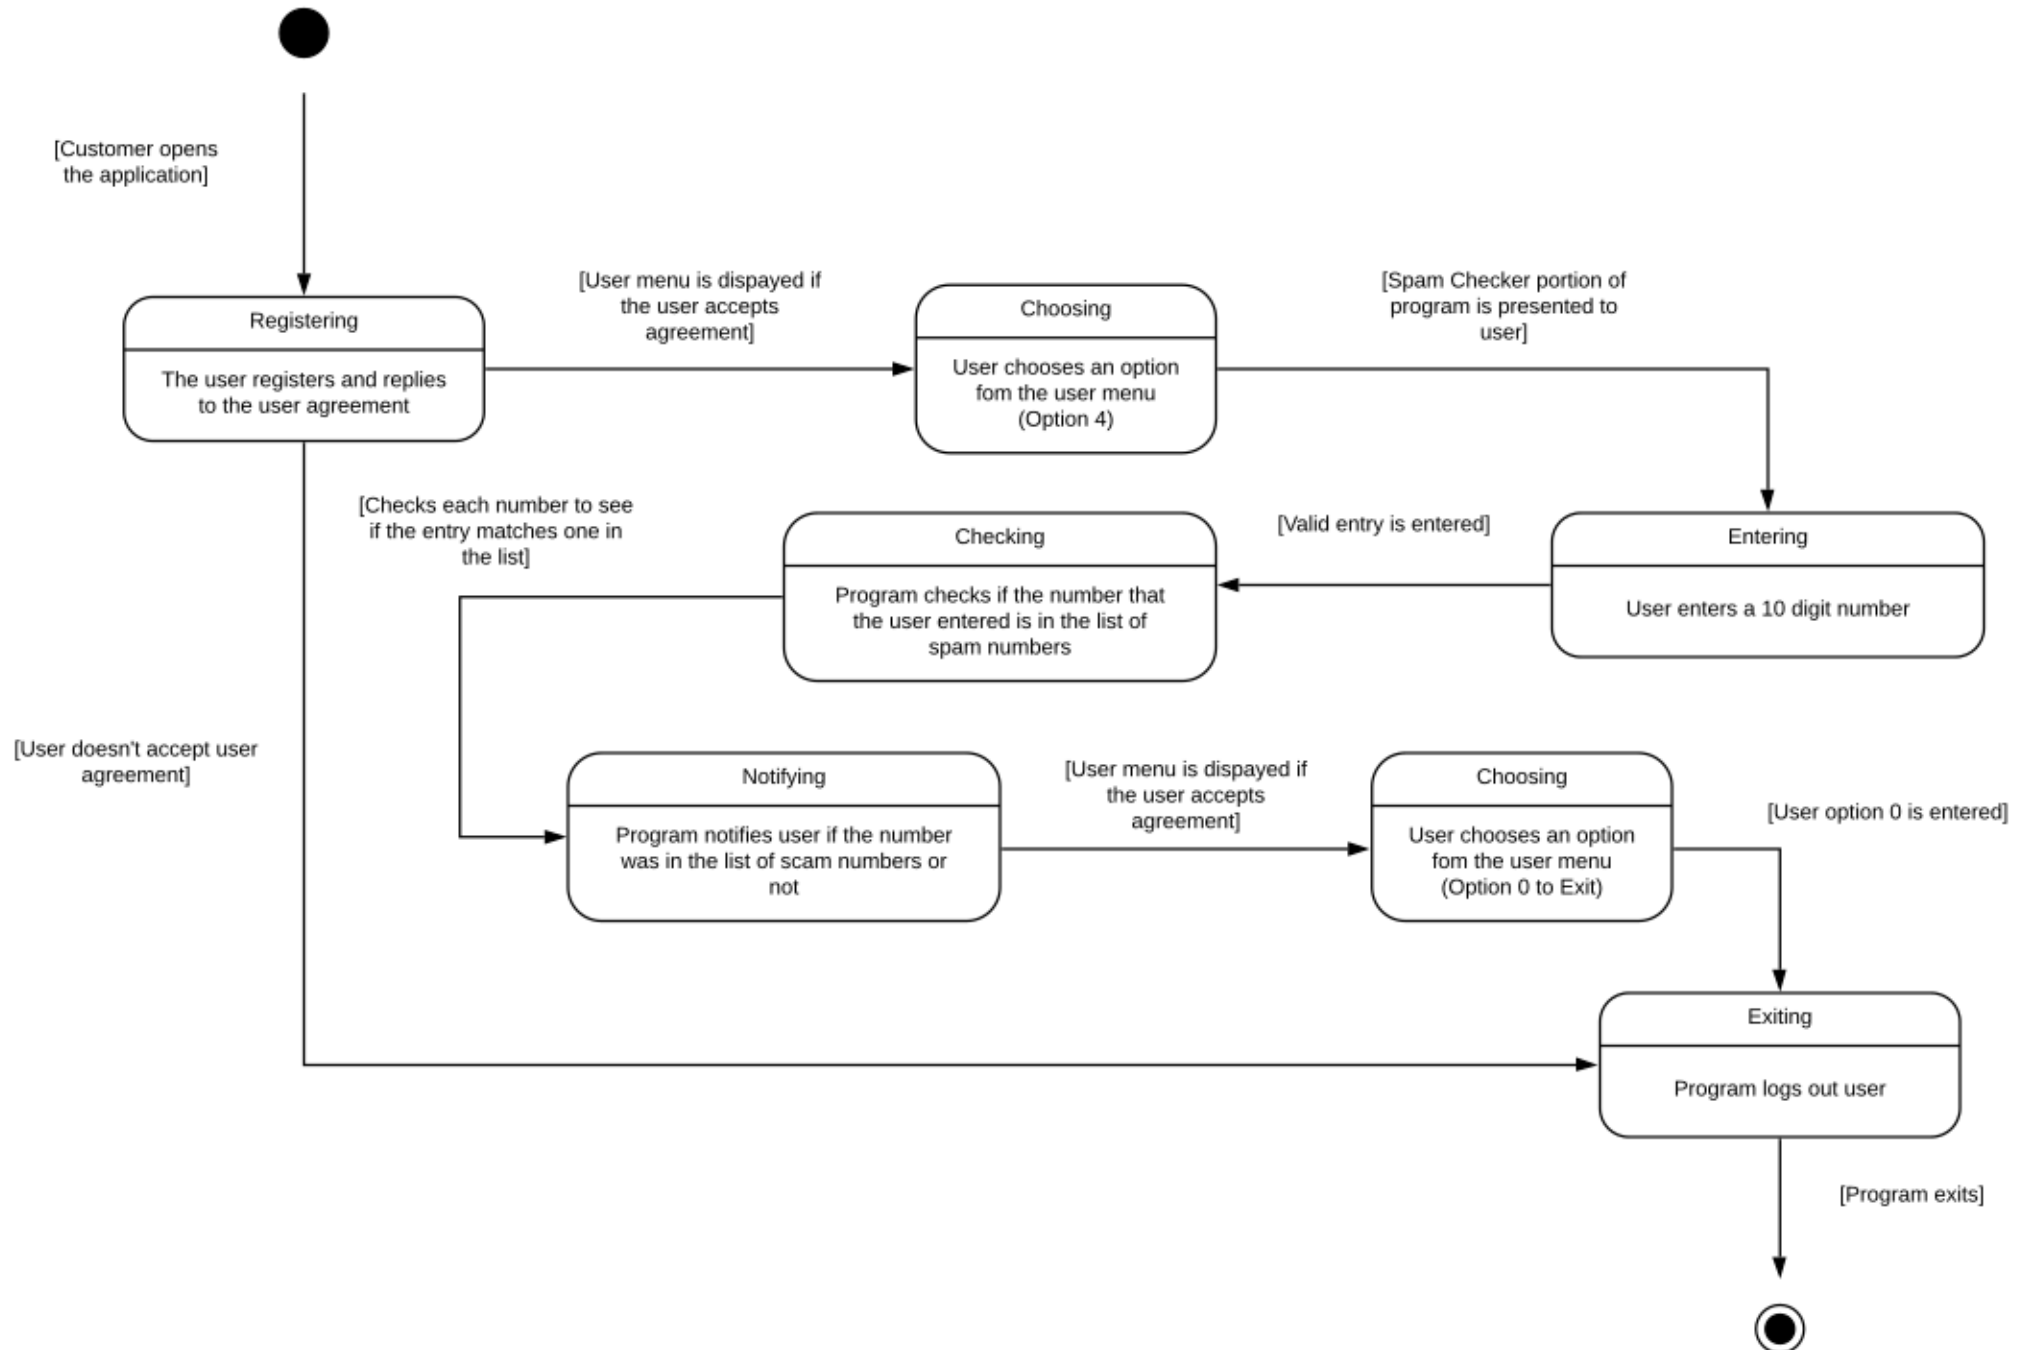 [Customer opens
the application]
[User menu is dispayed if
the user accepts
agreement]
[Spam Checker portion of
program is presented to
user]
Registering
The user registers and replies
to the user agreement
Choosing
User chooses an option
fom the user menu
(Option 4)
[Checks each number to see
if the entry matches one in
the list]
Checking
Program checks if the number that
the user entered is in the list of
spam numbers
[Valid entry is entered]
Entering
User enters a 10 digit number
[User doesn't accept user
agreement]
Notifying
Program notifies user if the number
was in the list of scam numbers or
not
[User menu is dispayed if
the user accepts
agreement]
Choosing
User chooses an option
fom the user menu
(Option 0 to Exit)
[User option 0 is entered]
Exiting
Program logs out user
[Program exits]